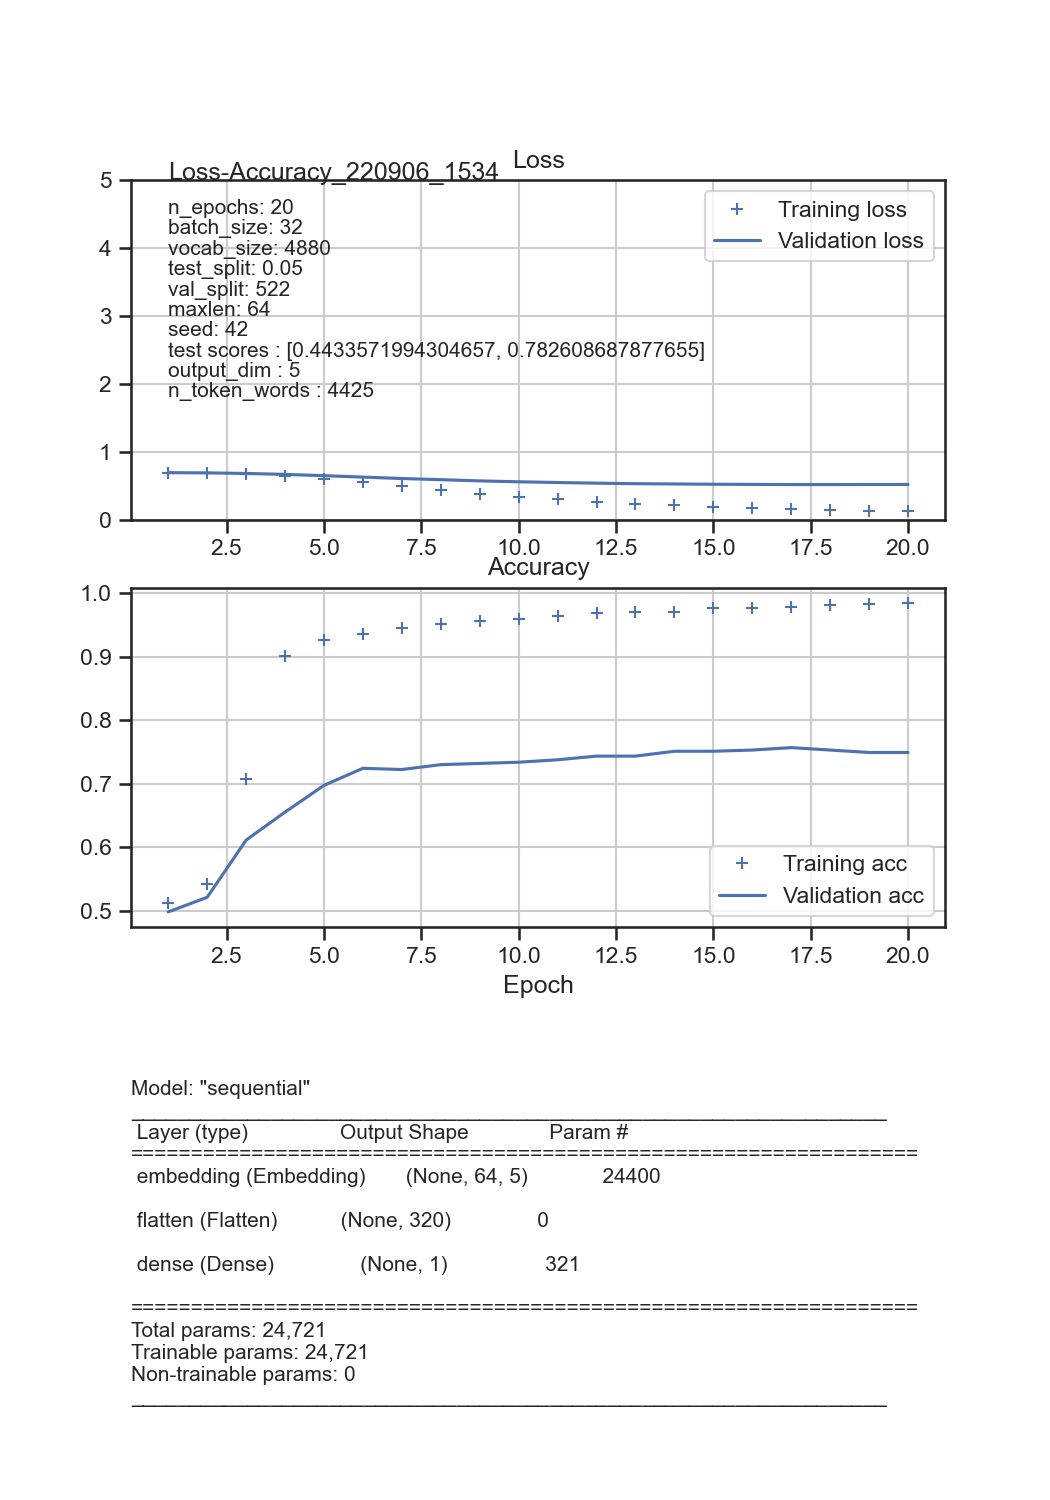 Loss
Loss-Accuracy_220906_1534
5
n_epochs: 20
batch_size: 32
vocab_size: 4880
test_split: 0.05
val_split: 522
maxlen: 64
seed: 42
test scores : [0.4433571994304657, 0.782608687877655]
output_dim : 5
n_token_words : 4425
Training loss
Validation loss
4
3
2
1
0
2.5 5.0 7.5 10.0 12.5 15.0 17.5 20.0
Accuracy
1.0
0.9
0.8
0.7
0.6
0.5
Training acc
Validation acc
2.5 5.0 7.5 10.0 12.5 15.0 17.5 20.0
Epoch
Model: "sequential"
_________________________________________________________________
Layer (type) Output Shape Param #
=================================================================
embedding (Embedding) (None, 64, 5) 24400
flatten (Flatten) (None, 320) 0
dense (Dense) (None, 1) 321
=================================================================
Total params: 24,721
Trainable params: 24,721
Non-trainable params: 0
_________________________________________________________________